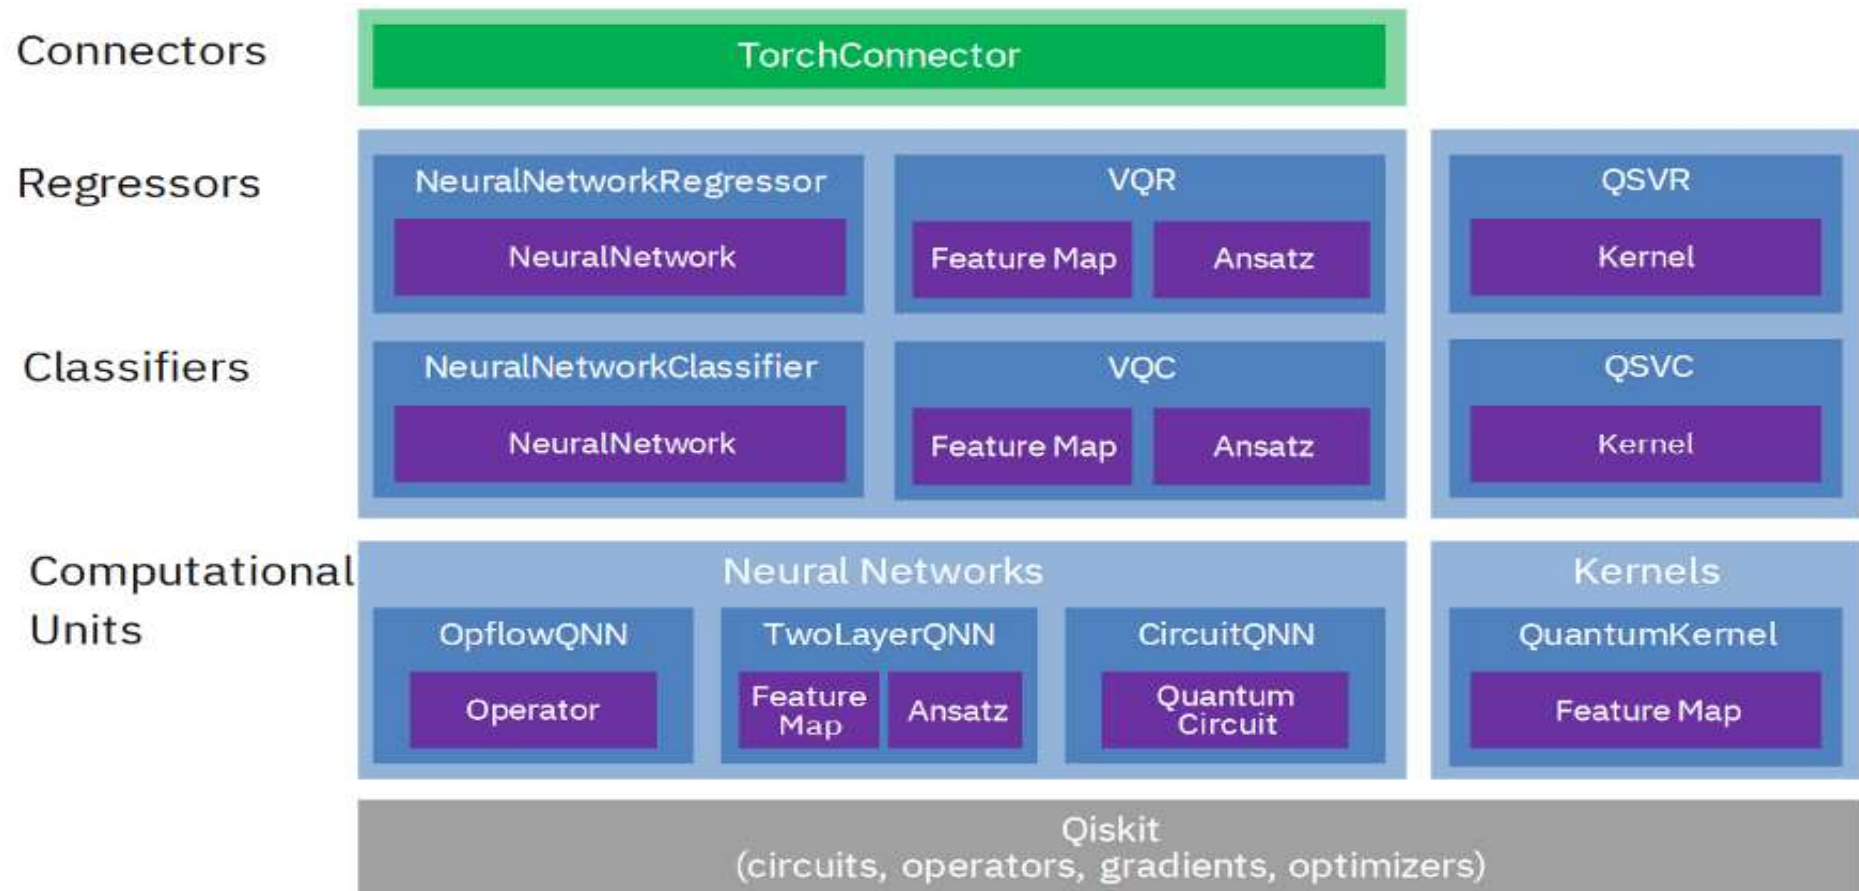 Connectors
TorchConnector
Regressors
NeuralNetworkRegressor
NeuralNetwork
VQR
Feature Map
Ansatz
QSVR
Kernel
Classifiers
NeuralNetworkClassifier
NeuralNetwork
VQC
Feature Map
Ansatz
QSVC
Kernel
Computational
Units
Neural Networks
OpflowQNN
Operator
TwoLayerQNN
Feature
Map
Ansatz
CircuitQNN
Quantum
Circuit
Kernels
QuantumKernel
Feature Map
Qiskit
(circuits, operators, gradients, optimizers)